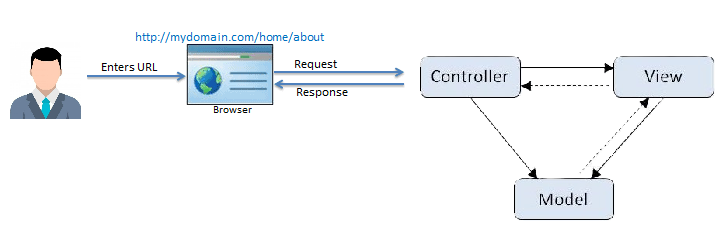 http://mydomain.com/home/about
Enters URL
Request
Response
Browser
Controller
View
Model